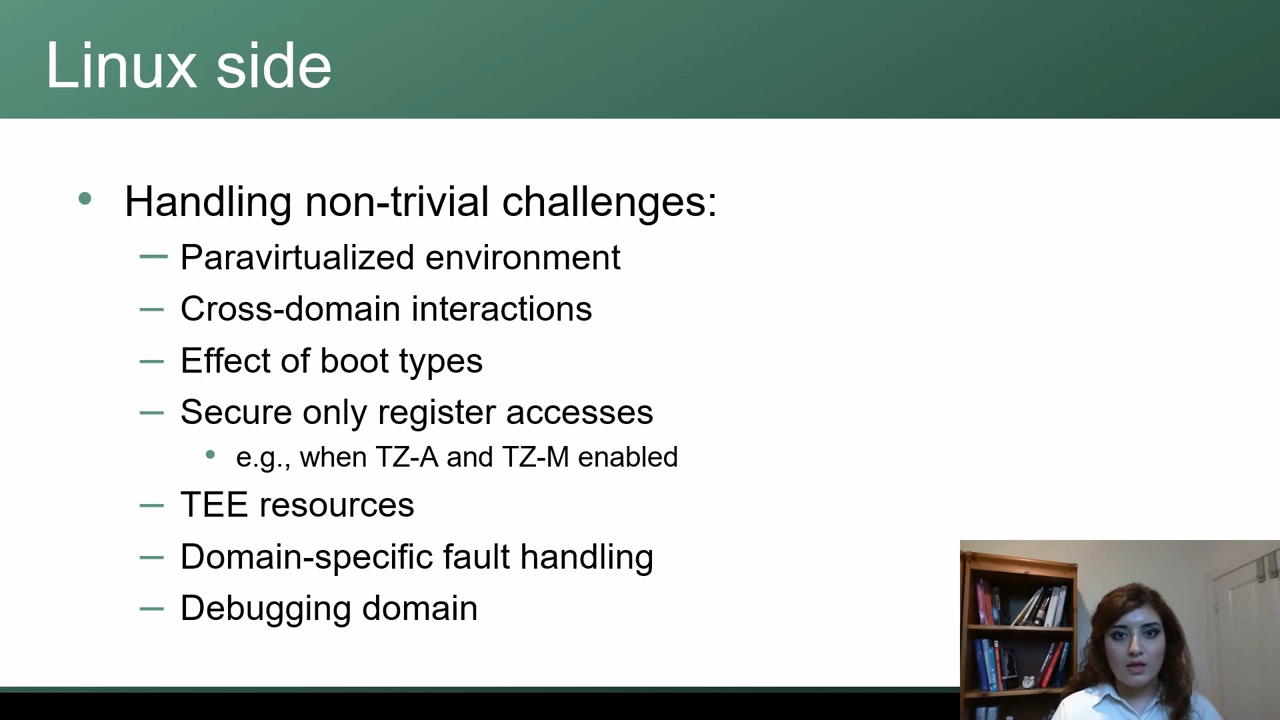 Linux side
• Handling non-trivial challenges:
– Paravirtualized environment
– Cross-domain interactions
– Effect of boot types
– Secure only register accesses
• e.g., when TZ-A and TZ-M enabled
– TEE resources
– Domain-specific fault handling
– Debugging domain